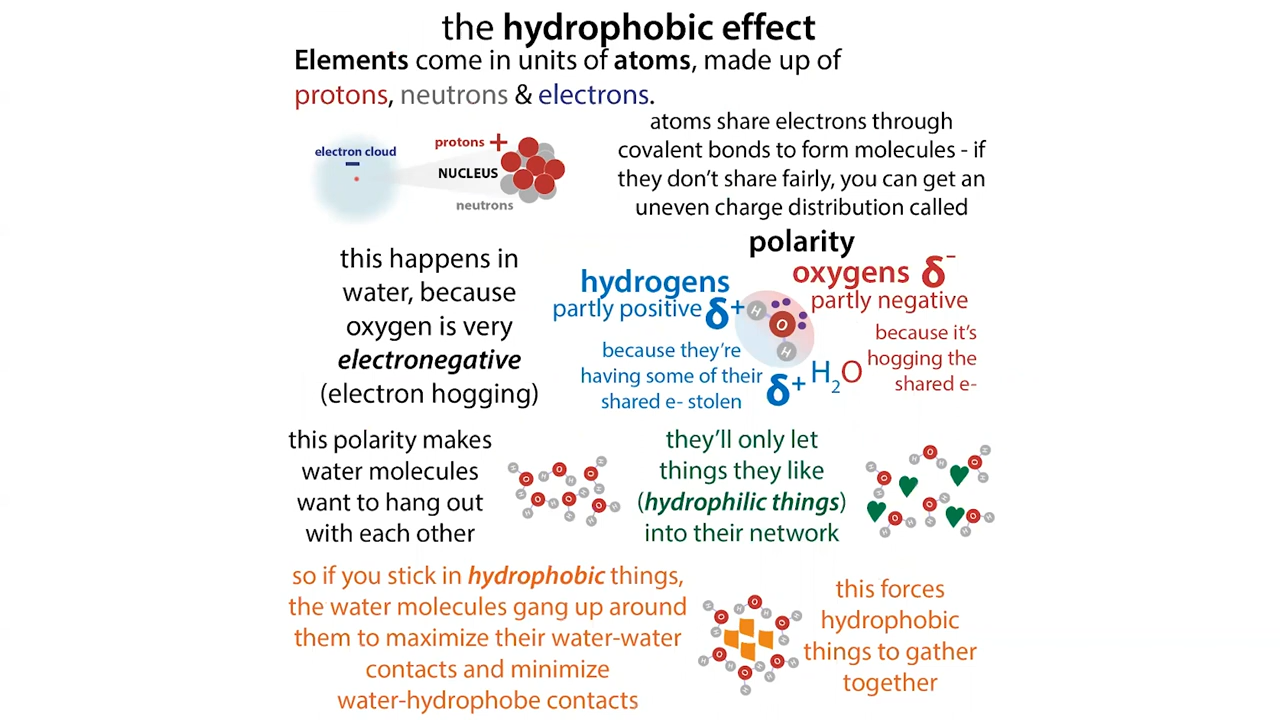 the hydrophobic effect
Elements come in units of atoms, made up of
protons, neutrons & electrons.
electron cloud
−
protons +
NUCLEUS
neutrons
atoms share electrons through
covalent bonds to form molecules - if
they don't share fairly, you can get an
uneven charge distribution called
polarity
this happens in
water, because
oxygen is very
electronegative
(electron hogging)
hydrogens
partly positive δ+
because they're
having some of their
shared e- stolen
δ+
H
O
H
H₂O
oxygens δ−
partly negative
because it's
hogging the
shared e-
this polarity makes
water molecules
want to hang out
with each other
they'll only let
things they like
(hydrophilic things)
into their network
so if you stick in hydrophobic things,
the water molecules gang up around
them to maximize their water-water
contacts and minimize
water-hydrophobe contacts
this forces
hydrophobic
things to gather
together